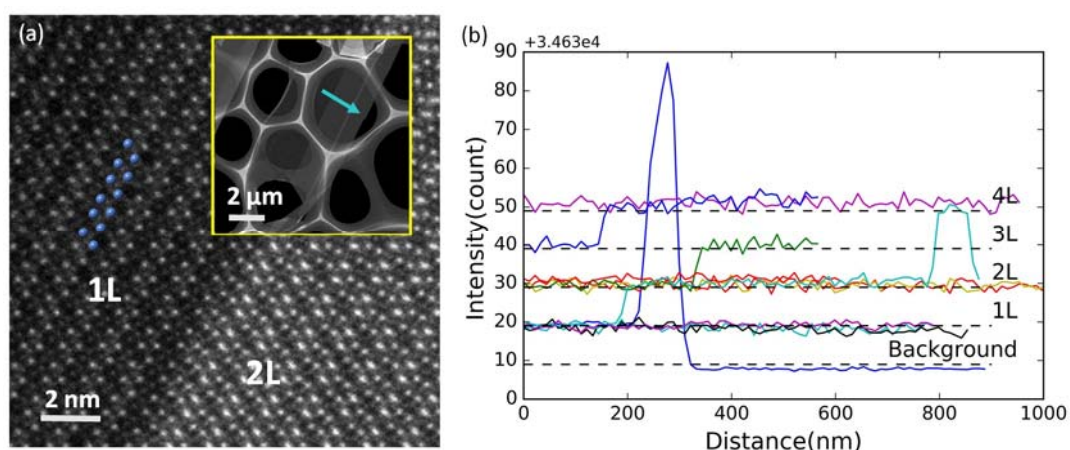 (a)
2 μm
1L
2L
2 nm
(b)
+3.463e4
Intensity(count)
90
80
70
60
50
40
30
20
10
0
4L
3L
2L
1L
Background
0
200
400
600
800
1000
Distance(nm)